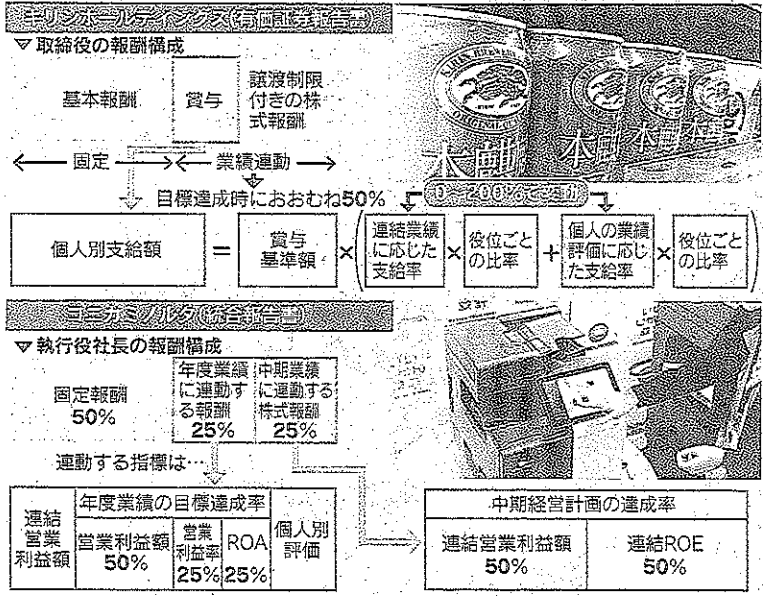 キリンホールディングス(有価証券報告書)
▽取締役の報酬構成
基本報酬
賞与
譲渡制限
付きの株
式報酬
固定
業績連動
目標達成時におおむね50%
0〜200%で変動
個人別支給額
=
賞与
基準額
×
(
連結業績
に応じた
支給率
×
役位ごと
の比率
+
個人の業績
評価に応じ
た支給率
×
役位ごと
の比率
)
KIRIN BREWERY
本麒
本麒
本麒
コニカミノルタ(統合報告書)
▽執行役社長の報酬構成
固定報酬
50%
年度業績
に連動す
る報酬
25%
中期業績
に連動する
株式報酬
25%
連動する指標は…
連結
営業
利益額
年度業績の目標達成率
営業利益額
50%
営業
利益率
25%
ROA
25%
個人別
評価
中期経営計画の達成率
連結営業利益額
50%
連結ROE
50%